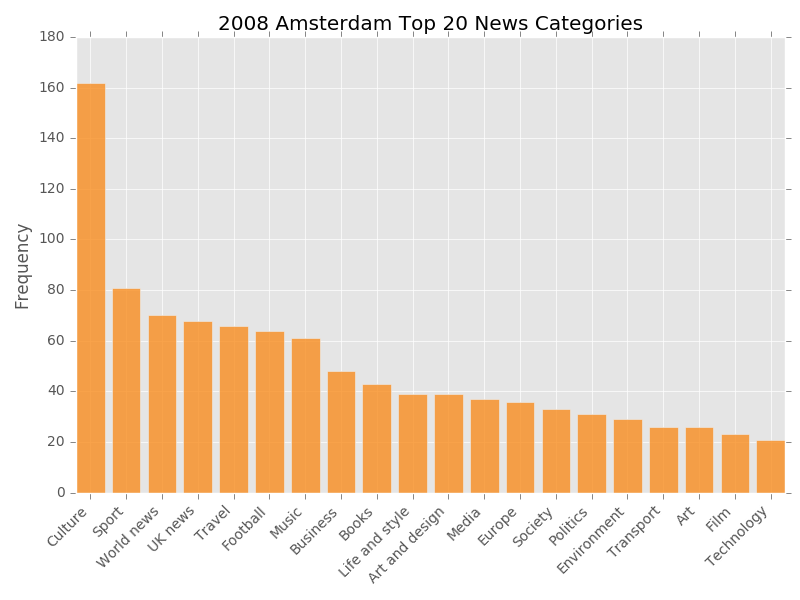 2008 Amsterdam Top 20 News Categories
180
160
140
120
100
80
60
40
20
0
Frequency
Culture
Sport
World news
UK news
Travel
Football
Music
Business
Books
Life and style
Art and design
Media
Europe
Society
Politics
Environment
Transport
Art
Film
Technology